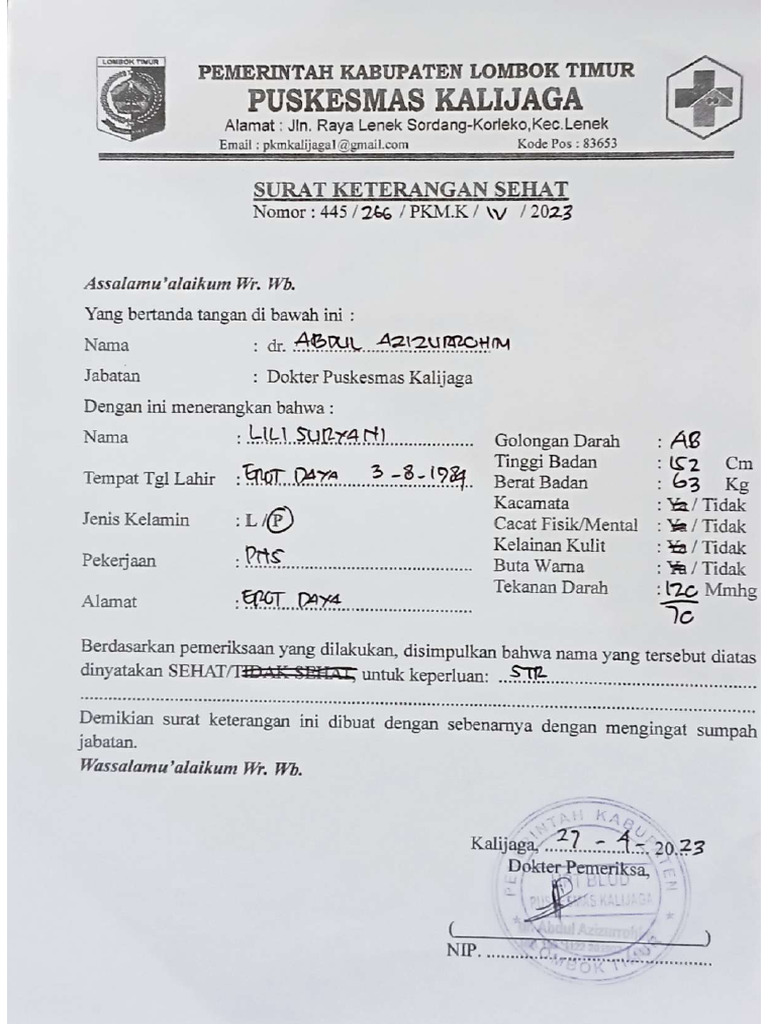 LOMBOK TIMUR
PEMERINTAH KABUPATEN LOMBOK TIMUR
PUSKESMAS KALIJAGA
Alamat : Jln. Raya Lenek Sordang-Korleko,Kec.Lenek
Email : pkmkalijaga1@gmail.com Kode Pos : 83653
SURAT KETERANGAN SEHAT
Nomor : 445 / 266 / PKM.K / IV / 2023
Assalamu'alaikum Wr. Wb.
Yang bertanda tangan di bawah ini :
Nama : dr. ABDUL AZIZURROHIM
Jabatan : Dokter Puskesmas Kalijaga
Dengan ini menerangkan bahwa :
Nama : LILI SURYANI
Tempat Tgl Lahir : EROT DAYA 3-8-1984
Jenis Kelamin : L / P
Pekerjaan : PNS
Alamat : EROT DAYA
Golongan Darah : AB
Tinggi Badan : 152 Cm
Berat Badan : 63 Kg
Kacamata : Ya / Tidak
Cacat Fisik/Mental : Ya / Tidak
Kelainan Kulit : Ya / Tidak
Buta Warna : Ya / Tidak
Tekanan Darah : 120 Mmhg
70
Berdasarkan pemeriksaan yang dilakukan, disimpulkan bahwa nama yang tersebut diatas
dinyatakan SEHAT/TIDAK SEHAT, untuk keperluan: STR
Demikian surat keterangan ini dibuat dengan sebenarnya dengan mengingat sumpah
jabatan.
Wassalamu'alaikum Wr. Wb.
Kalijaga, 27 - 4 - 2023
Dokter Pemeriksa,
PEMERINTAH KABUPATEN
BLUD
PUSKESMAS KALIJAGA
dr. Abdul Azizurrohim
LOMBOK TIMUR
( )
NIP.